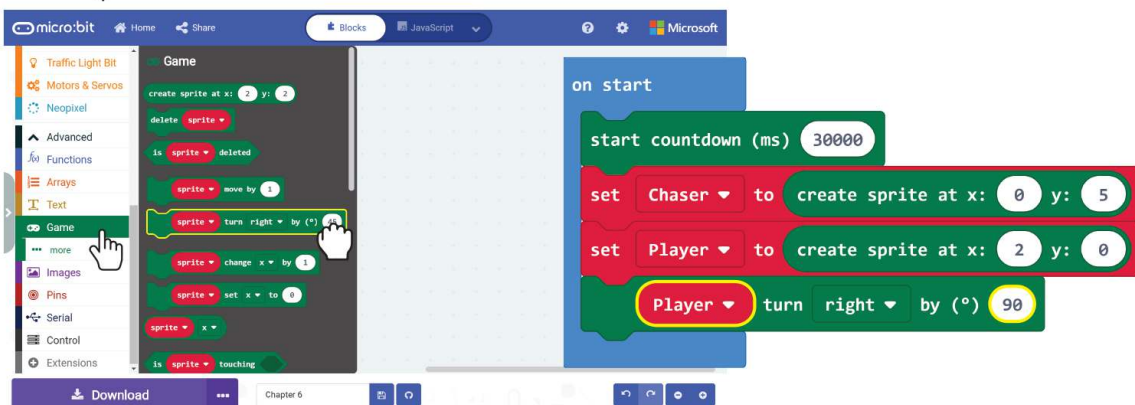 micro:bit Home Share Blocks JavaScript Microsoft
Traffic Light Bit
Motors & Servos
Neopixel
Advanced
Functions
Arrays
Text
Game
more
Images
Pins
Serial
Control
Extensions
Game
create sprite at x: 2 y: 2
delete sprite
is sprite deleted
sprite move by 1
sprite turn right by (°) 45
sprite change x by 1
sprite set x to 0
sprite x
is sprite touching
on start
start countdown (ms) 30000
set Chaser to create sprite at x: 0 y: 5
set Player to create sprite at x: 2 y: 0
Player turn right by (°) 90
Download Chapter 6